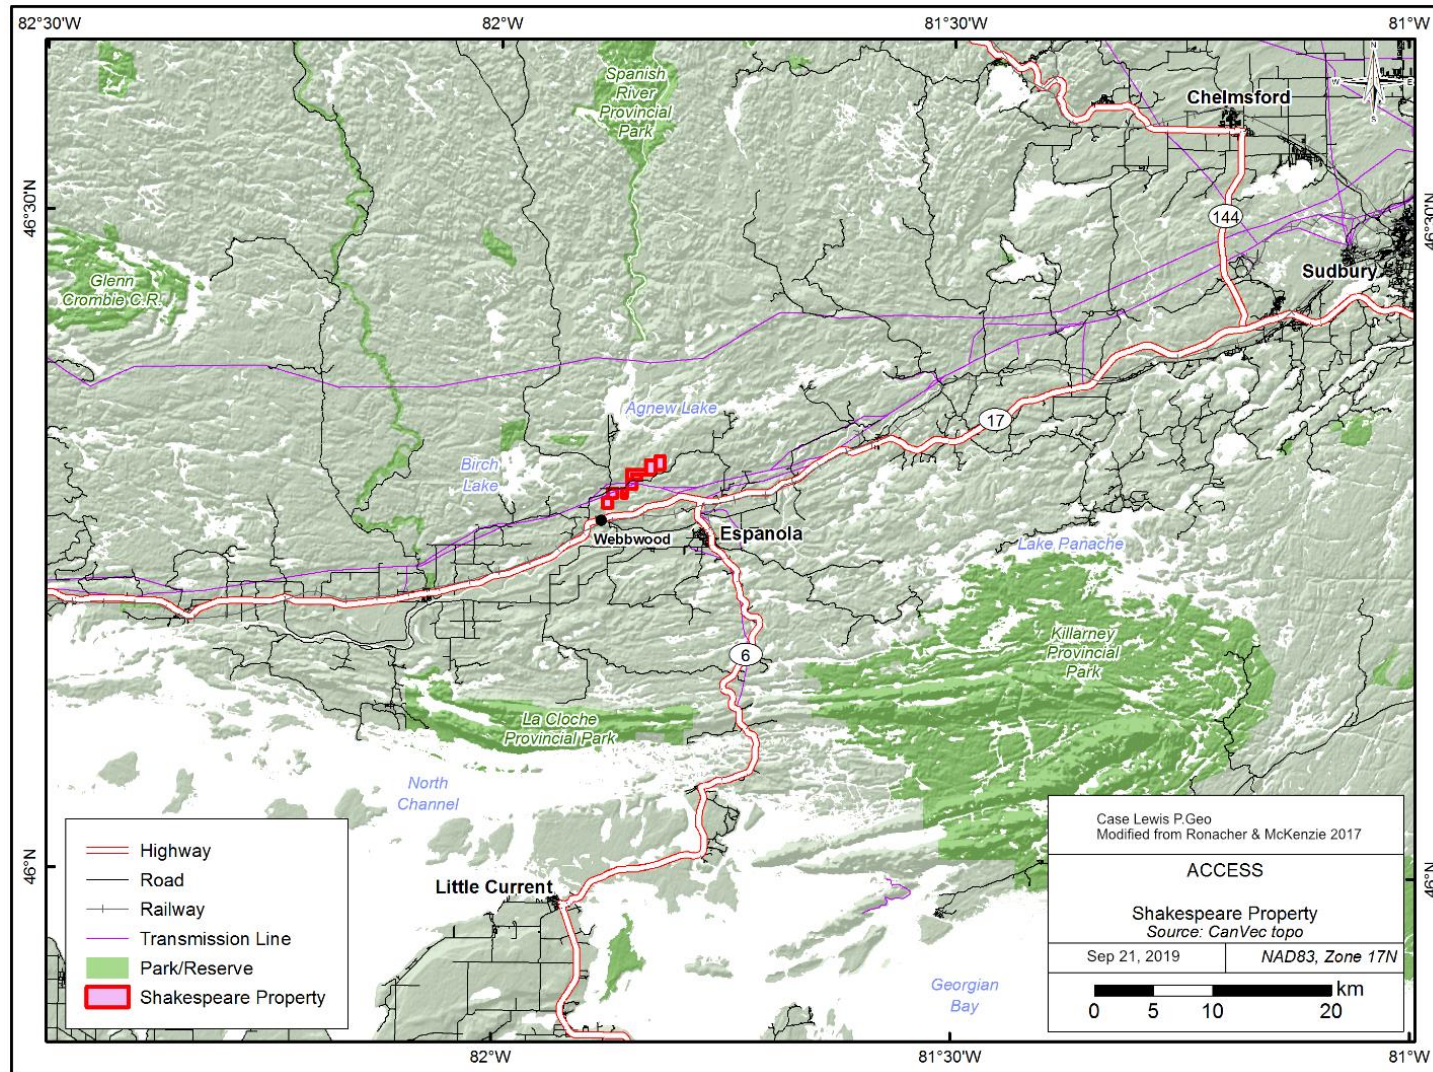 82°30'W
82°W
81°30'W
81°W
Spanish
River
Provincial
Park
Chelmsford
N
W
E
S
46°30'N
46°30'N
144
Glenn
Crombie C.R.
Sudbury
Agnew Lake
17
Birch
Lake
Webbwood
Espanola
Lake Panache
6
Killarney
Provincial
Park
La Cloche
Provincial Park
North
Channel
46°N
46°N
Little Current
Georgian
Bay
Highway
Road
Railway
Transmission Line
Park/Reserve
Shakespeare Property
Case Lewis P.Geo
Modified from Ronacher & McKenzie 2017
ACCESS
Shakespeare Property
Source: CanVec topo
Sep 21, 2019
NAD83, Zone 17N
km
0 5 10 20
82°W
81°30'W
81°W